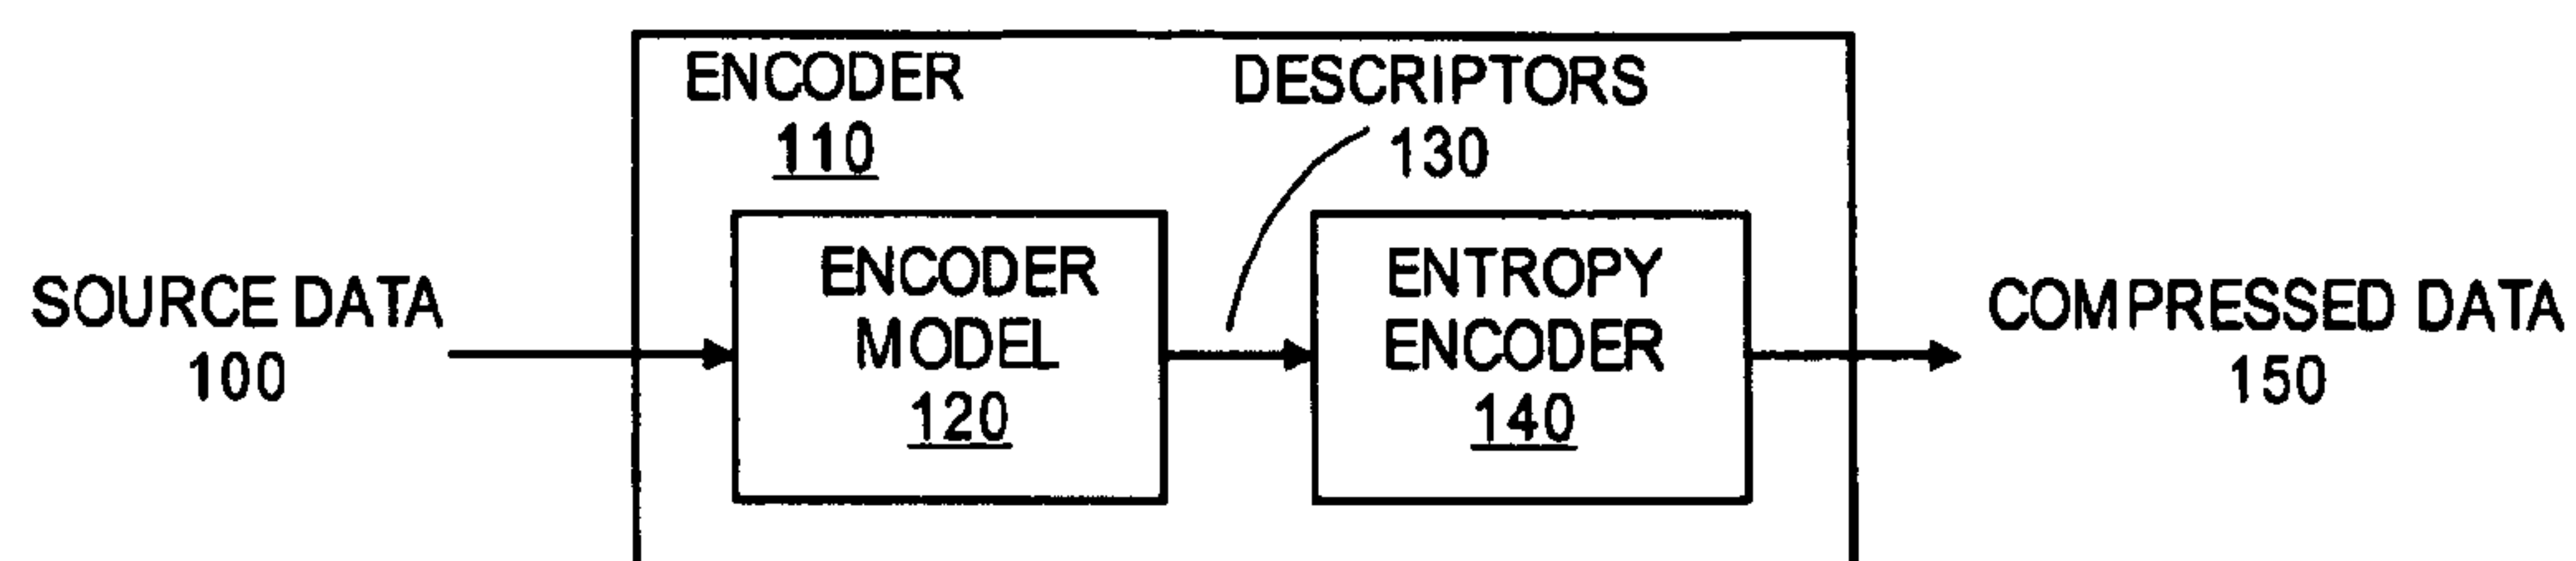 ENCODER
110
DESCRIPTORS
130
SOURCE DATA
100
ENCODER
MODEL
120
ENTROPY
ENCODER
140
COMPRESSED DATA
150